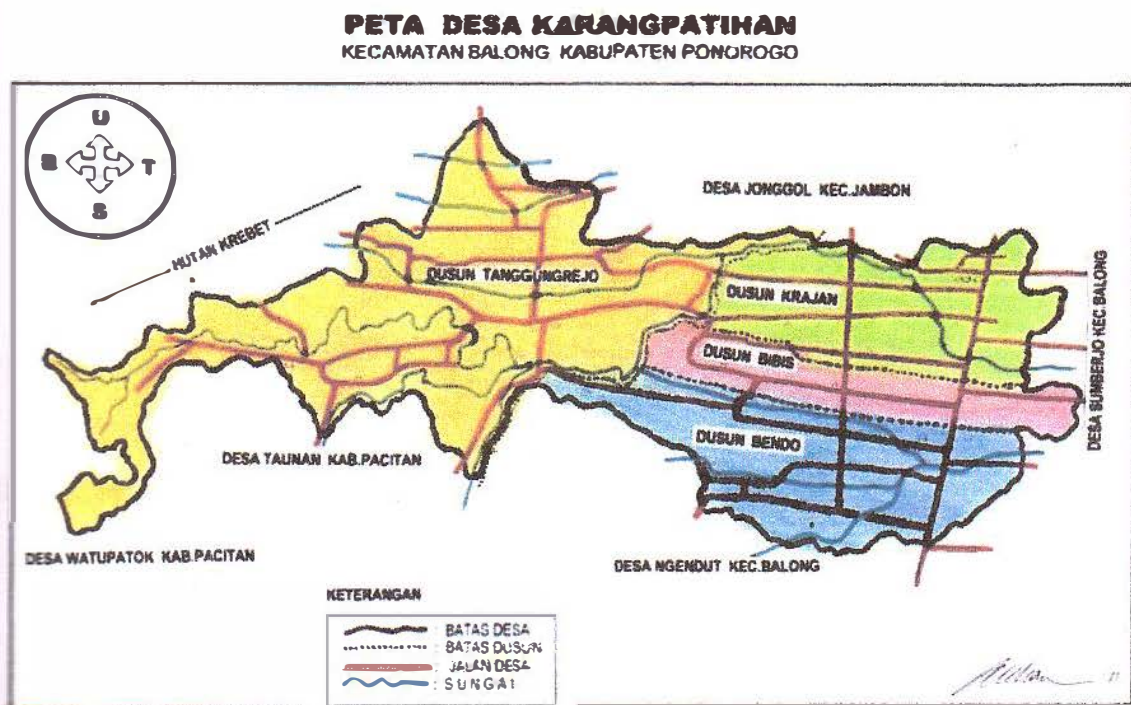 PETA DESA KARANGPATIHAN
KECAMATAN BALONG KABUPATEN PONOROGO
U
B T
S
HUTAN KREBET
DESA JONGGOL KEC.JAMBON
DUSUN TANGGUNGREJO
DUSUN KRAJAN
DUSUN BIBIS
DUSUN BENDO
DESA SUMBERJO KEC BALONG
DESA TAUNAN KAB.PACITAN
DESA WATUPATOK KAB.PACITAN
DESA NGENDUT KEC.BALONG
KETERANGAN
: BATAS DESA
: BATAS DUSUN
: JALAN DESA
: SUNGAI